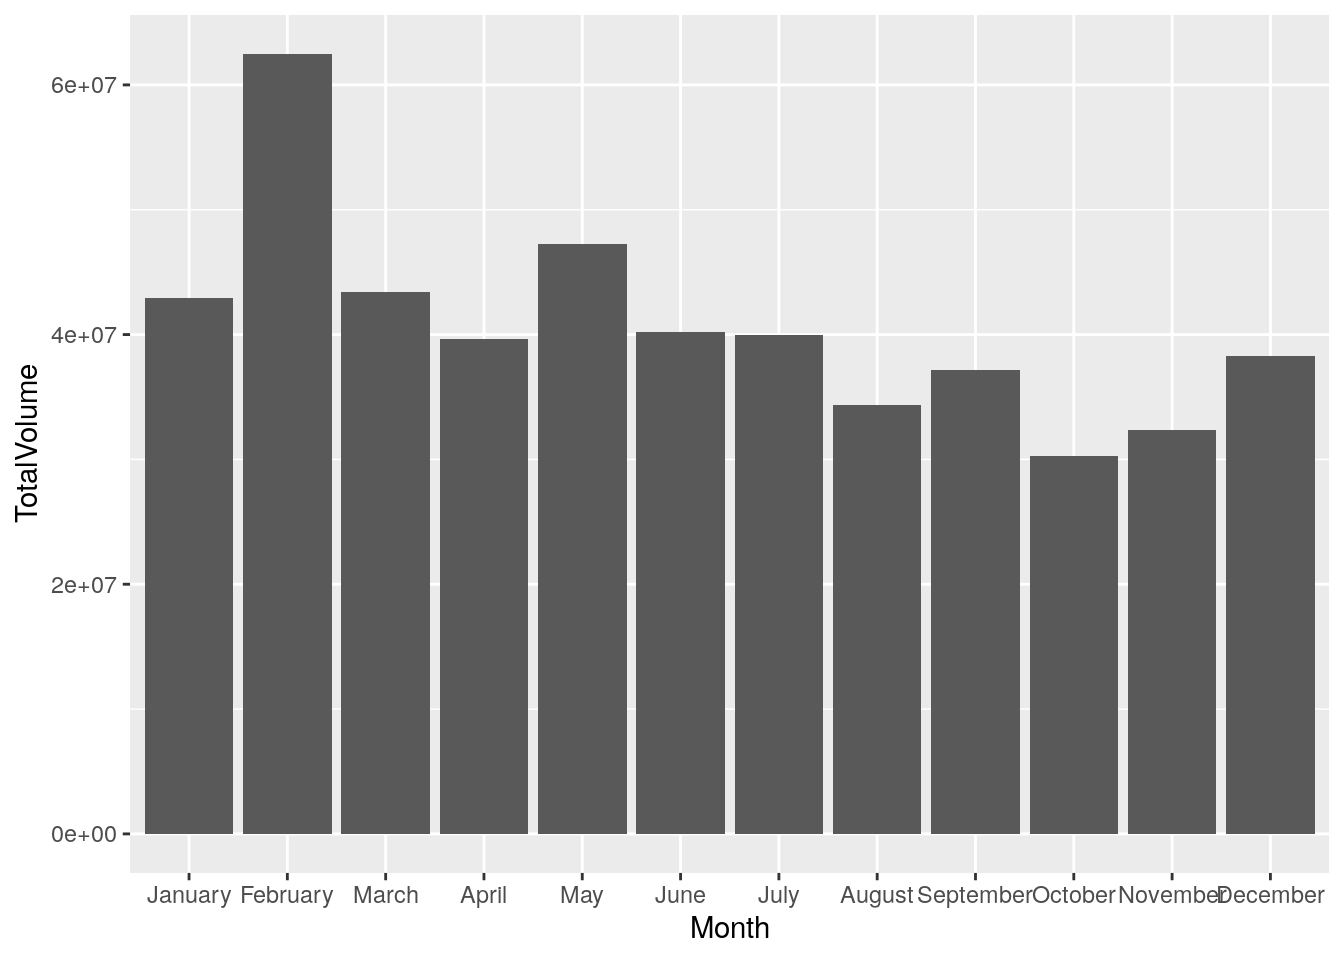 6e+07
4e+07
2e+07
0e+00
TotalVolume
January February March April May June July August September October November December
Month